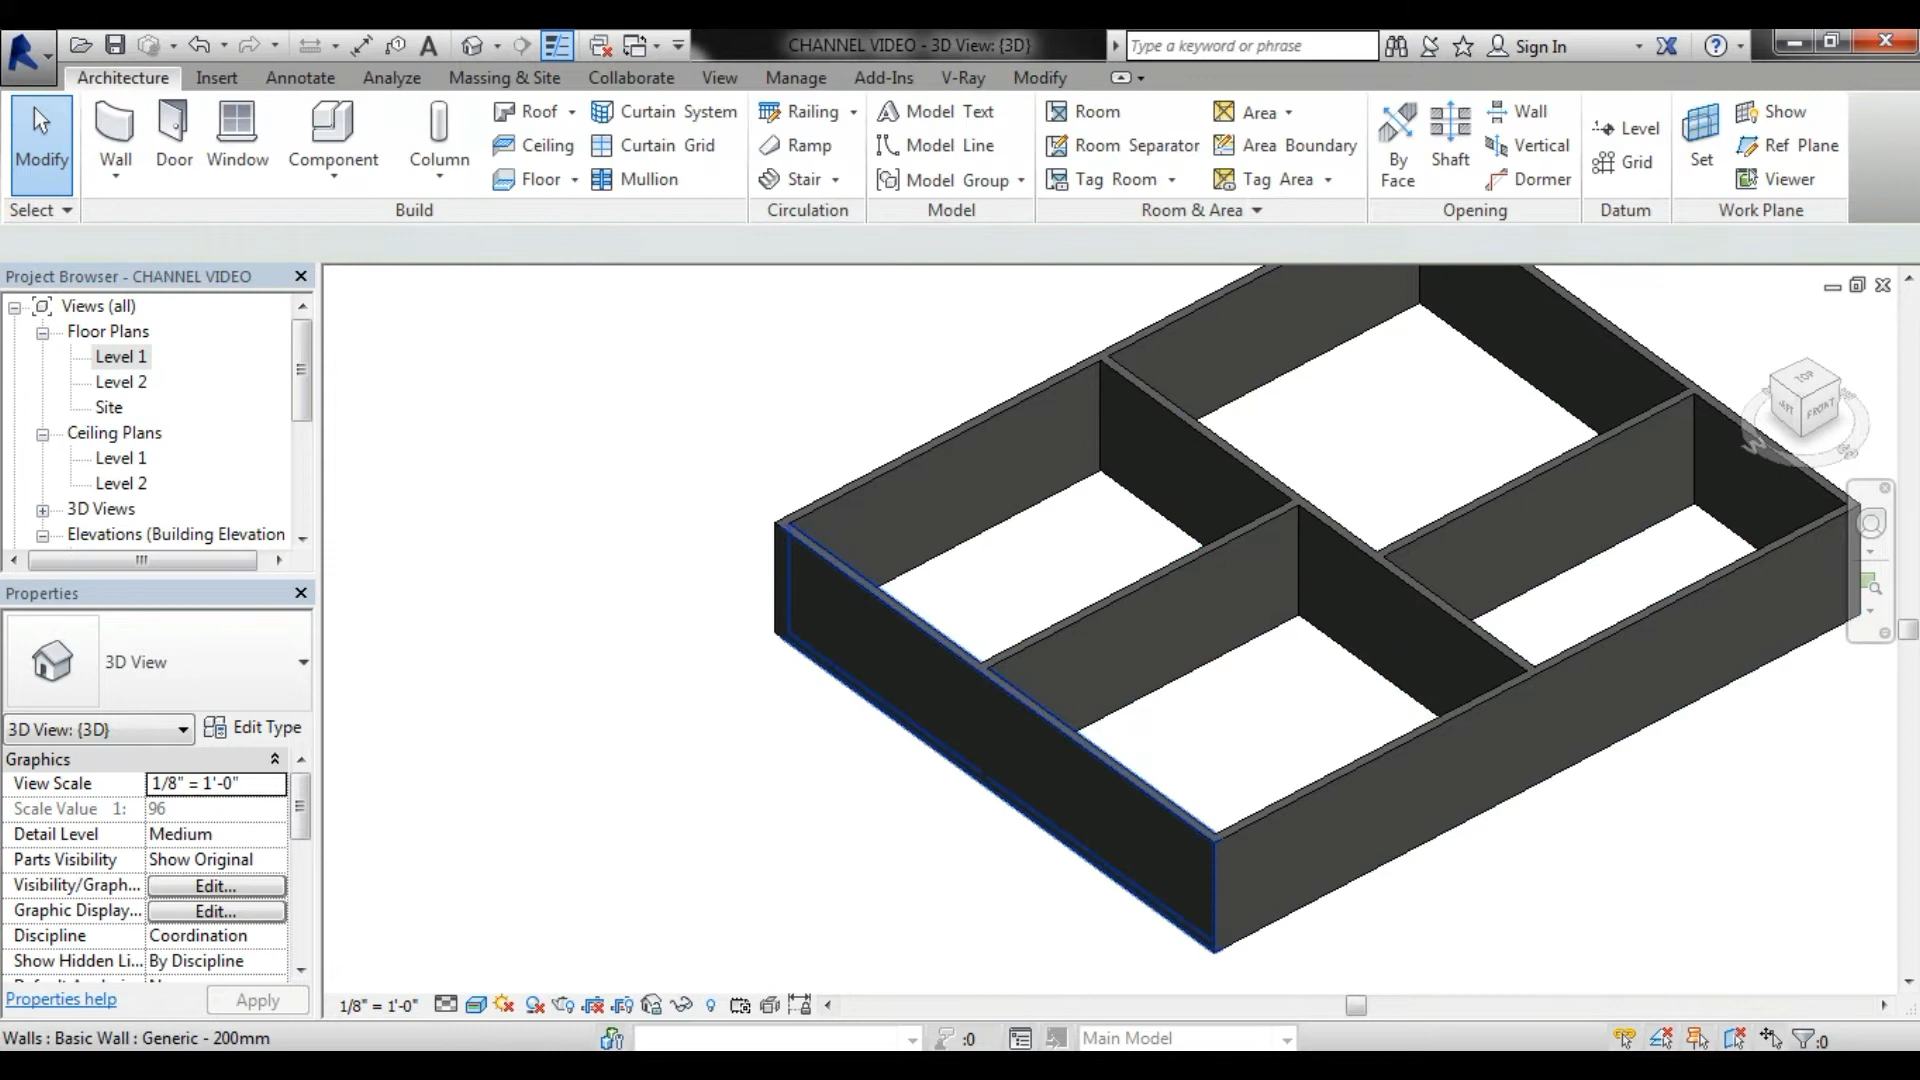 CHANNEL VIDEO - 3D View: {3D}
Type a keyword or phrase
Sign In
Architecture Insert Annotate Analyze Massing & Site Collaborate View Manage Add-Ins V-Ray Modify
Modify
Wall
Door
Window
Component
Column
Roof
Ceiling
Floor
Curtain System
Curtain Grid
Mullion
Railing
Ramp
Stair
Model Text
Model Line
Model Group
Room
Room Separator
Tag Room
Area
Area Boundary
Tag Area
By
Face
Shaft
Wall
Vertical
Dormer
Level
Grid
Set
Show
Ref Plane
Viewer
Select Build Circulation Model Room & Area Opening Datum Work Plane
Project Browser - CHANNEL VIDEO
Views (all)
Floor Plans
Level 1
Level 2
Site
Ceiling Plans
Level 1
Level 2
3D Views
Elevations (Building Elevation
TOP
FRONT
W
Properties
3D View
3D View: {3D}
Edit Type
Graphics
View Scale 1/8" = 1'-0"
Scale Value 1: 96
Detail Level Medium
Parts Visibility Show Original
Visibility/Graph... Edit...
Graphic Display... Edit...
Discipline Coordination
Show Hidden Li... By Discipline
Properties help
Apply
1/8" = 1'-0"
Walls : Basic Wall : Generic - 200mm
:0
Main Model
:0